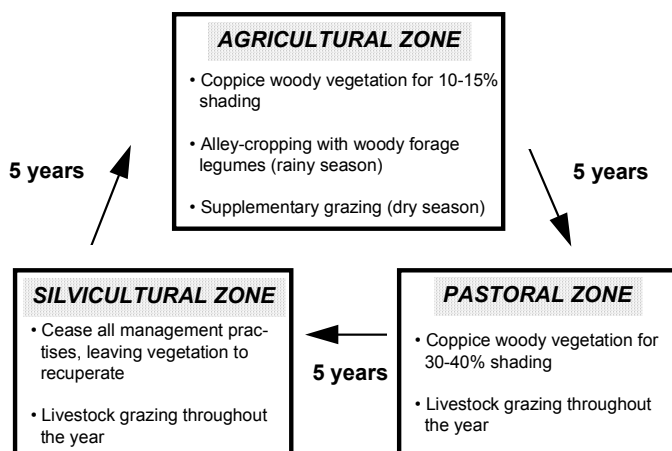 AGRICULTURAL ZONE
• Coppice woody vegetation for 10-15%
shading
• Alley-cropping with woody forage
legumes (rainy season)
• Supplementary grazing (dry season)
5 years
5 years
SILVICULTURAL ZONE
• Cease all management prac-
tises, leaving vegetation to
recuperate
• Livestock grazing throughout
the year
5 years
PASTORAL ZONE
• Coppice woody vegetation for
30-40% shading
• Livestock grazing throughout
the year